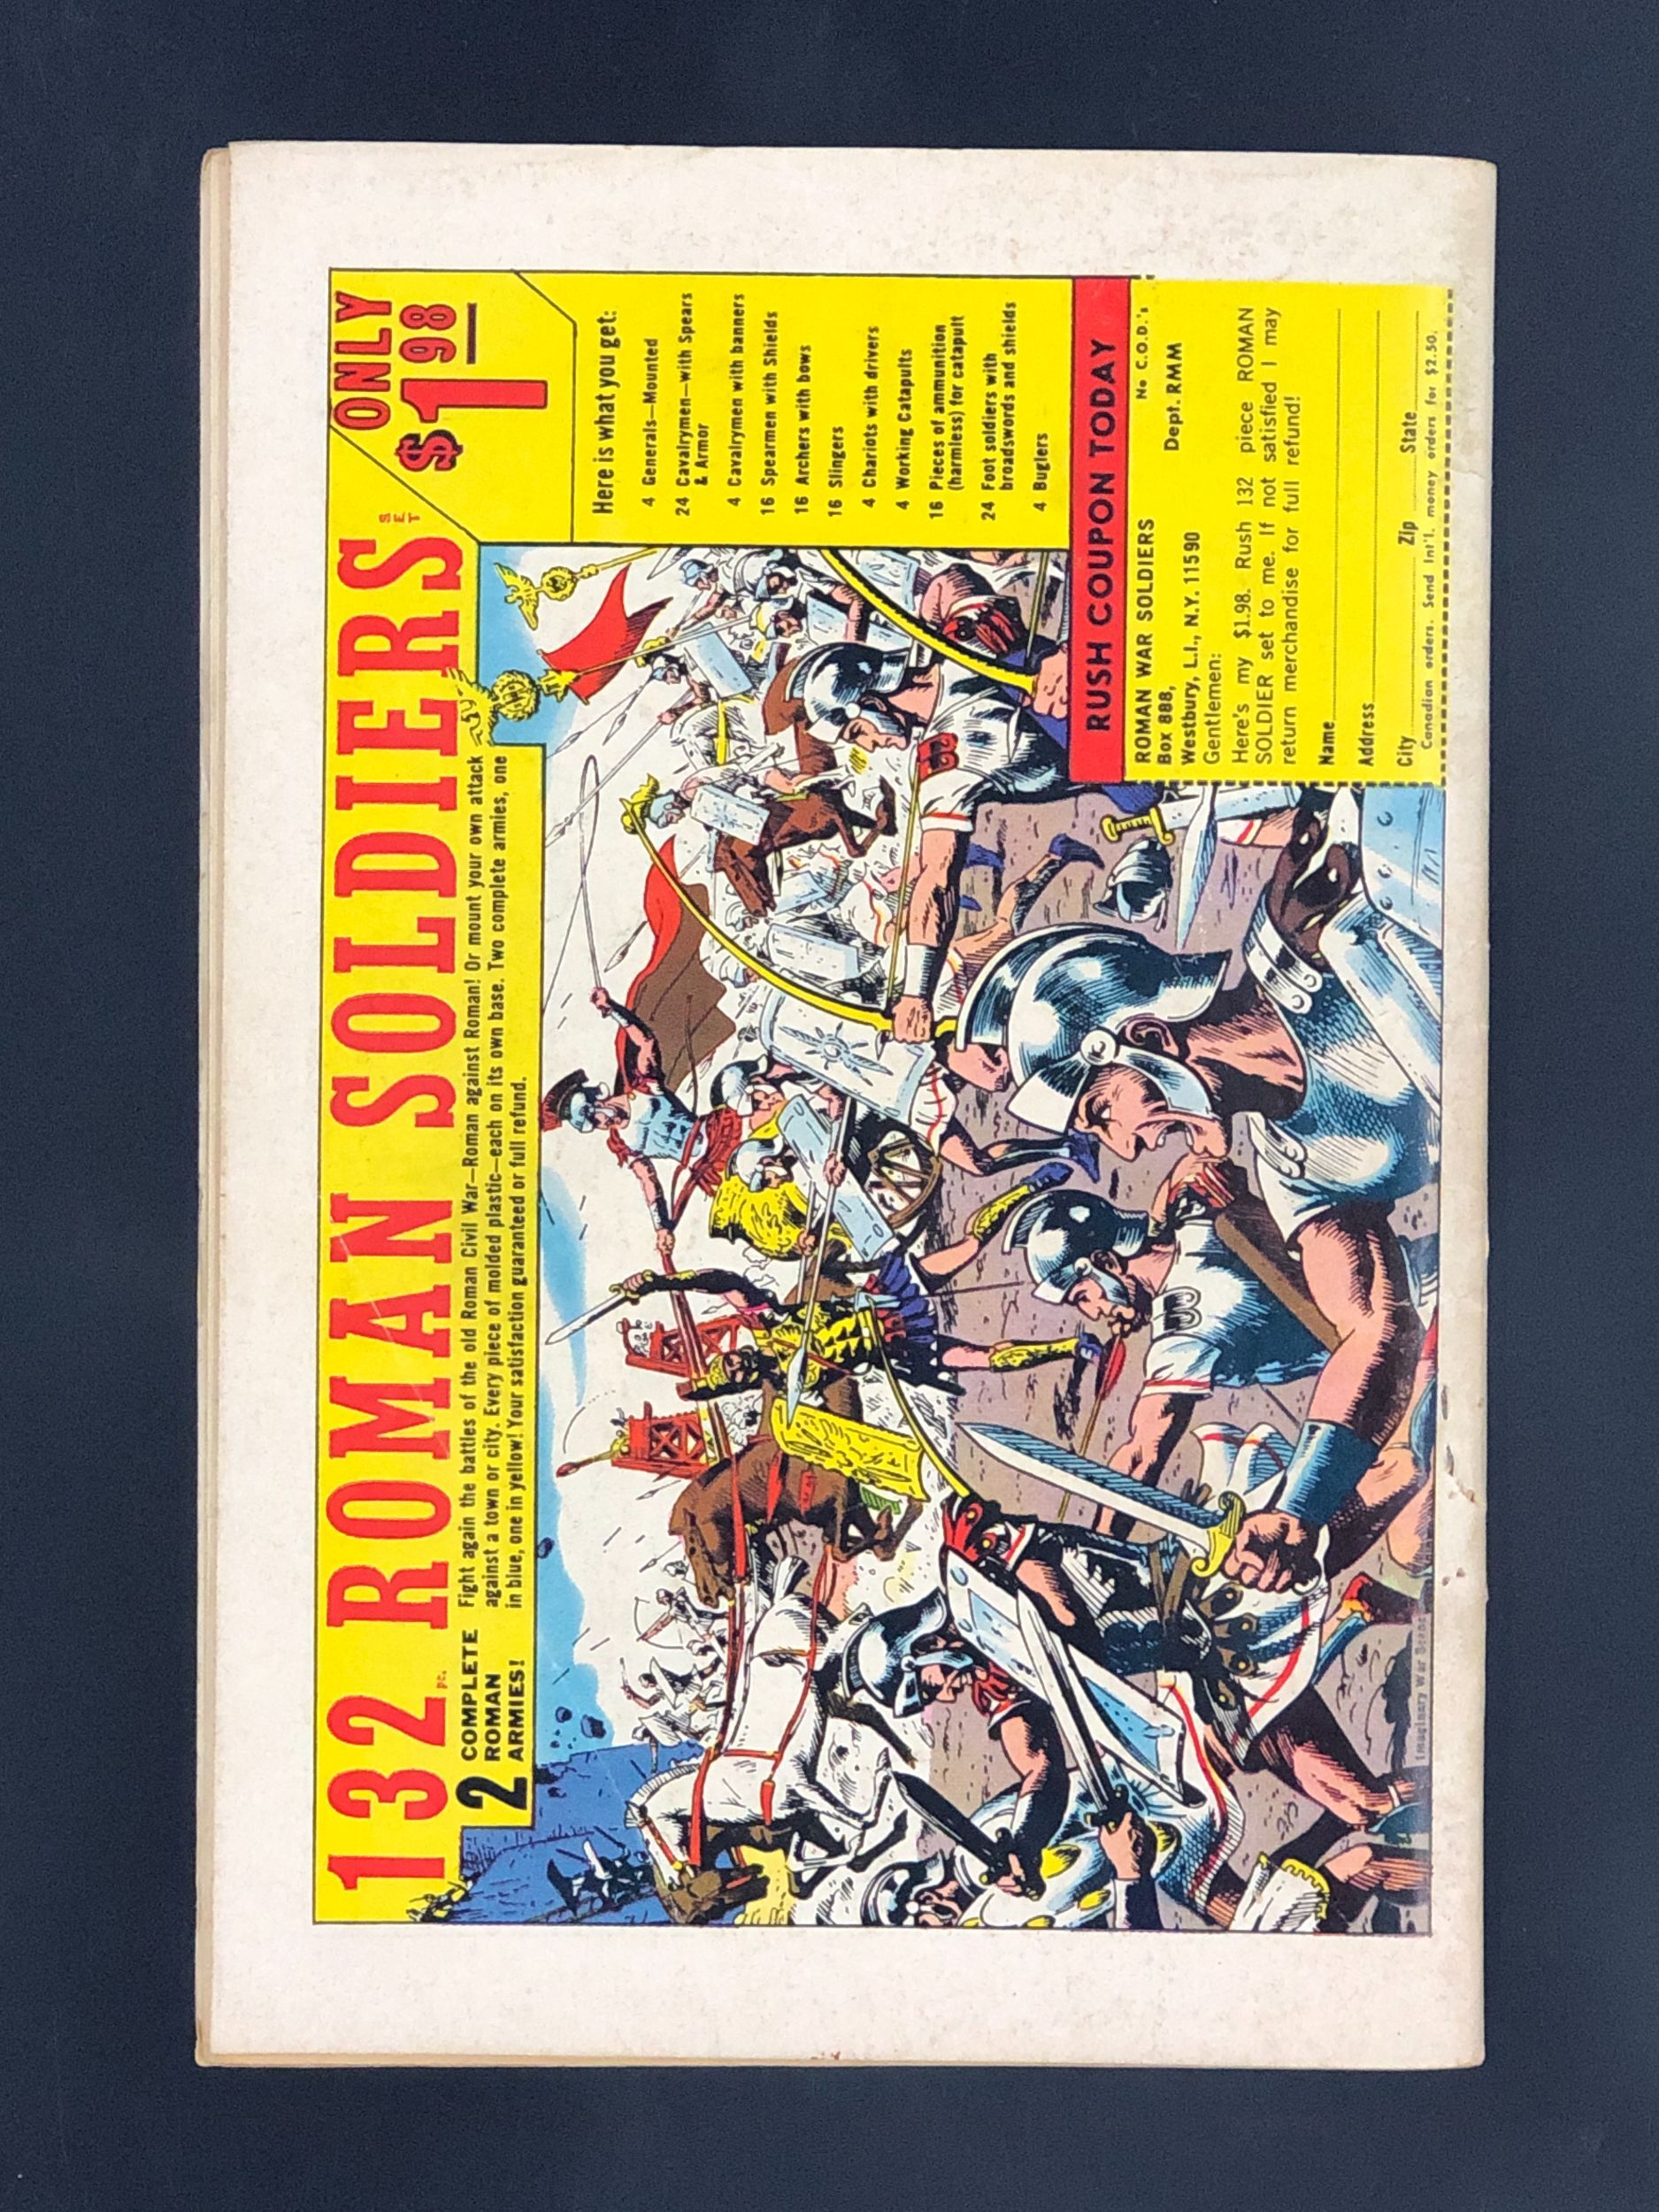 132 pc. ROMAN SOLDIERS SET
ONLY
$1 98
2 COMPLETE
ROMAN
ARMIES!
Fight again the battles of the old Roman Civil War—Roman against Roman! Or mount your own attack
against a town or city. Every piece of molded plastic—each on its own base. Two complete armies, one
in blue, one in yellow! Your satisfaction guaranteed or full refund.
Here is what you get:
4 Generals—Mounted
24 Cavalrymen—with Spears
& Armor
4 Cavalrymen with banners
16 Spearmen with Shields
16 Archers with bows
16 Slingers
4 Chariots with drivers
4 Working Catapults
16 Pieces of ammunition
(harmless) for catapult
24 Foot soldiers with
broadswords and shields
4 Buglers
RUSH COUPON TODAY
ROMAN WAR SOLDIERS No C.O.D.'s
Box 888,
Westbury, L.I., N.Y. 11590 Dept. RMM
Gentlemen:
Here's my $1.98. Rush 132 piece ROMAN
SOLDIER set to me. If not satisfied I may
return merchandise for full refund!
Name
Address
City Zip State
Canadian orders. Send Int'l. money orders for $2.50.
Imaginary War Scene